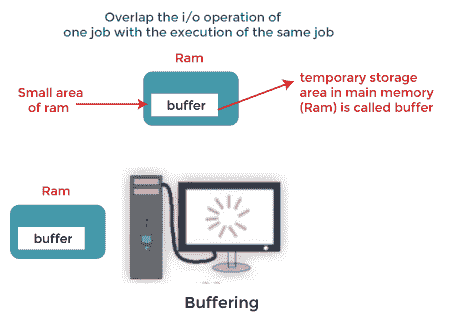 Overlap the i/o operation of
one job with the execution of the same job
Ram
Small area
of ram
buffer
temporary storage
area in main memory
(Ram) is called buffer
Ram
buffer
Buffering